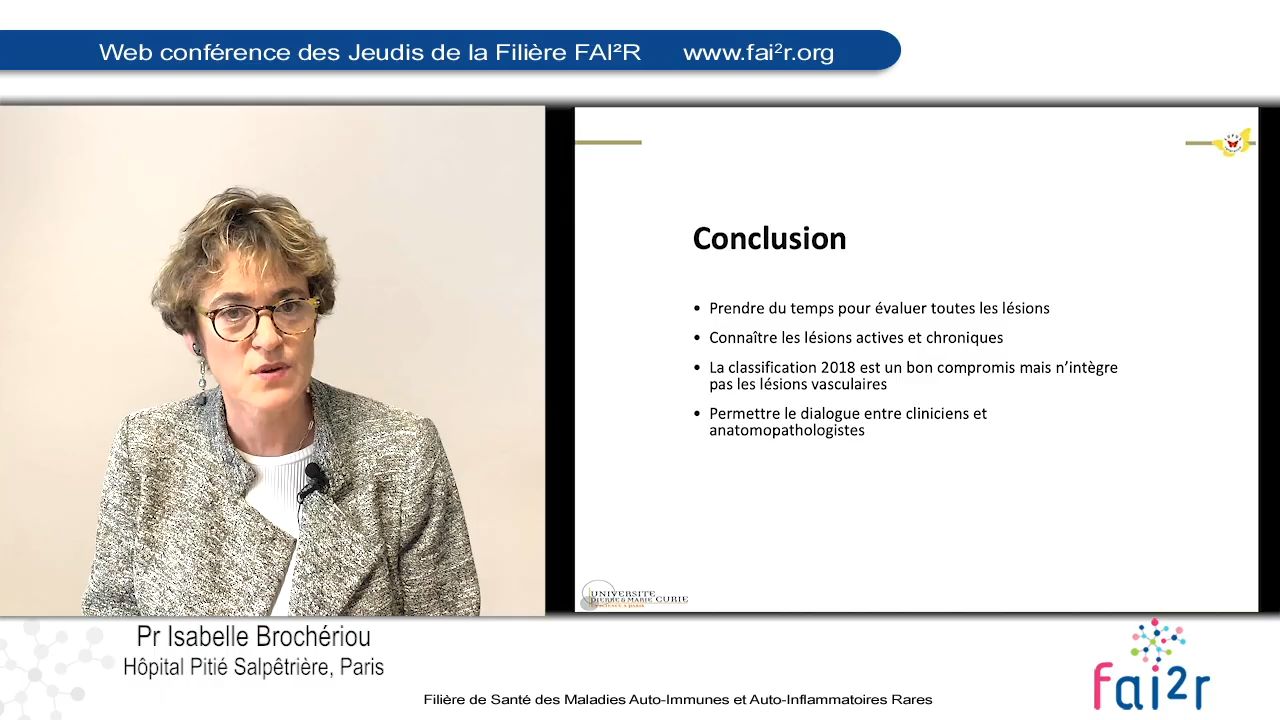 Web conférence des Jeudis de la Filière FAI²R www.fai²r.org
Conclusion
• Prendre du temps pour évaluer toutes les lésions
• Connaître les lésions actives et chroniques
• La classification 2018 est un bon compromis mais n'intègre
pas les lésions vasculaires
• Permettre le dialogue entre cliniciens et
anatomopathologistes
UNIVERSITE
PIERRE & MARIE CURIE
Pr Isabelle Brochériou
Hôpital Pitié Salpêtrière, Paris
fai2r
Filière de Santé des Maladies Auto-Immunes et Auto-Inflammatoires Rares